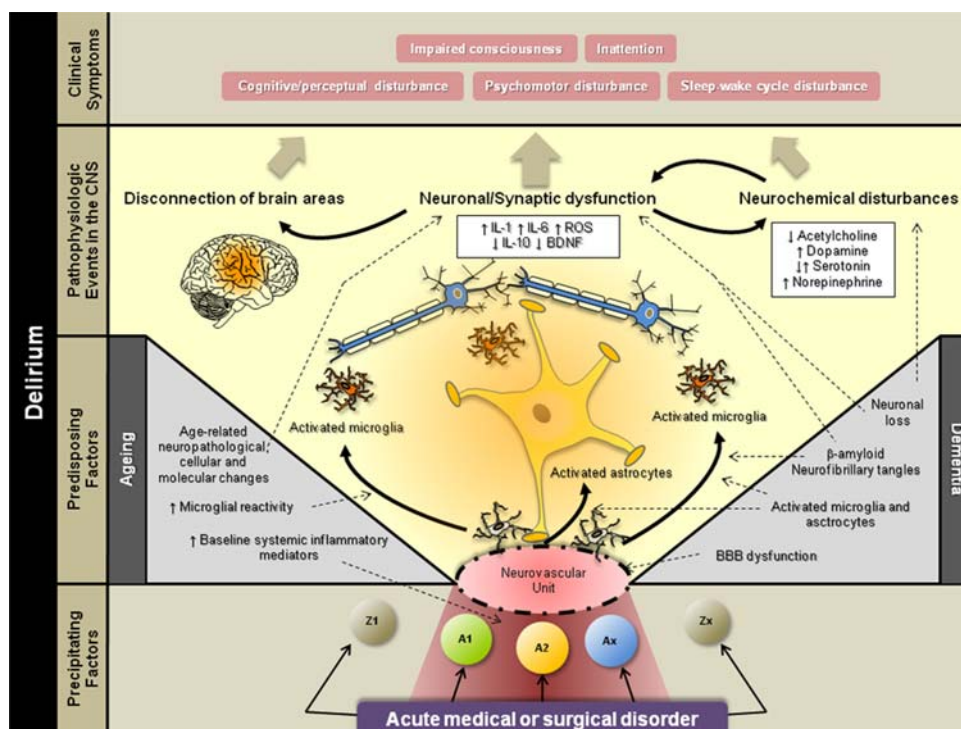 Delirium
Clinical
Symptoms
Impaired consciousness
Inattention
Cognitive/perceptual disturbance
Psychomotor disturbance
Sleep-wake cycle disturbance
Pathophysiologic
Events in the CNS
Disconnection of brain areas
Neuronal/Synaptic dysfunction
Neurochemical disturbances
↑ IL-1 ↑ IL-6 ↑ ROS
↓ IL-10 ↓ BDNF
↓ Acetylcholine
↑ Dopamine
↓↑ Serotonin
↑ Norepinephrine
Predisposing
Factors
Ageing
Age-related
neuropathological,
cellular and
molecular changes
↑ Microglial reactivity
↑ Baseline systemic inflammatory
mediators
Activated microglia
Activated microglia
Activated astrocytes
Neuronal
loss
β-amyloid
Neurofibrillary tangles
Activated microglia and
asctrocytes
BBB dysfunction
Dementia
Neurovascular
Unit
Precipitating
Factors
Z1
A1
A2
Ax
Zx
Acute medical or surgical disorder